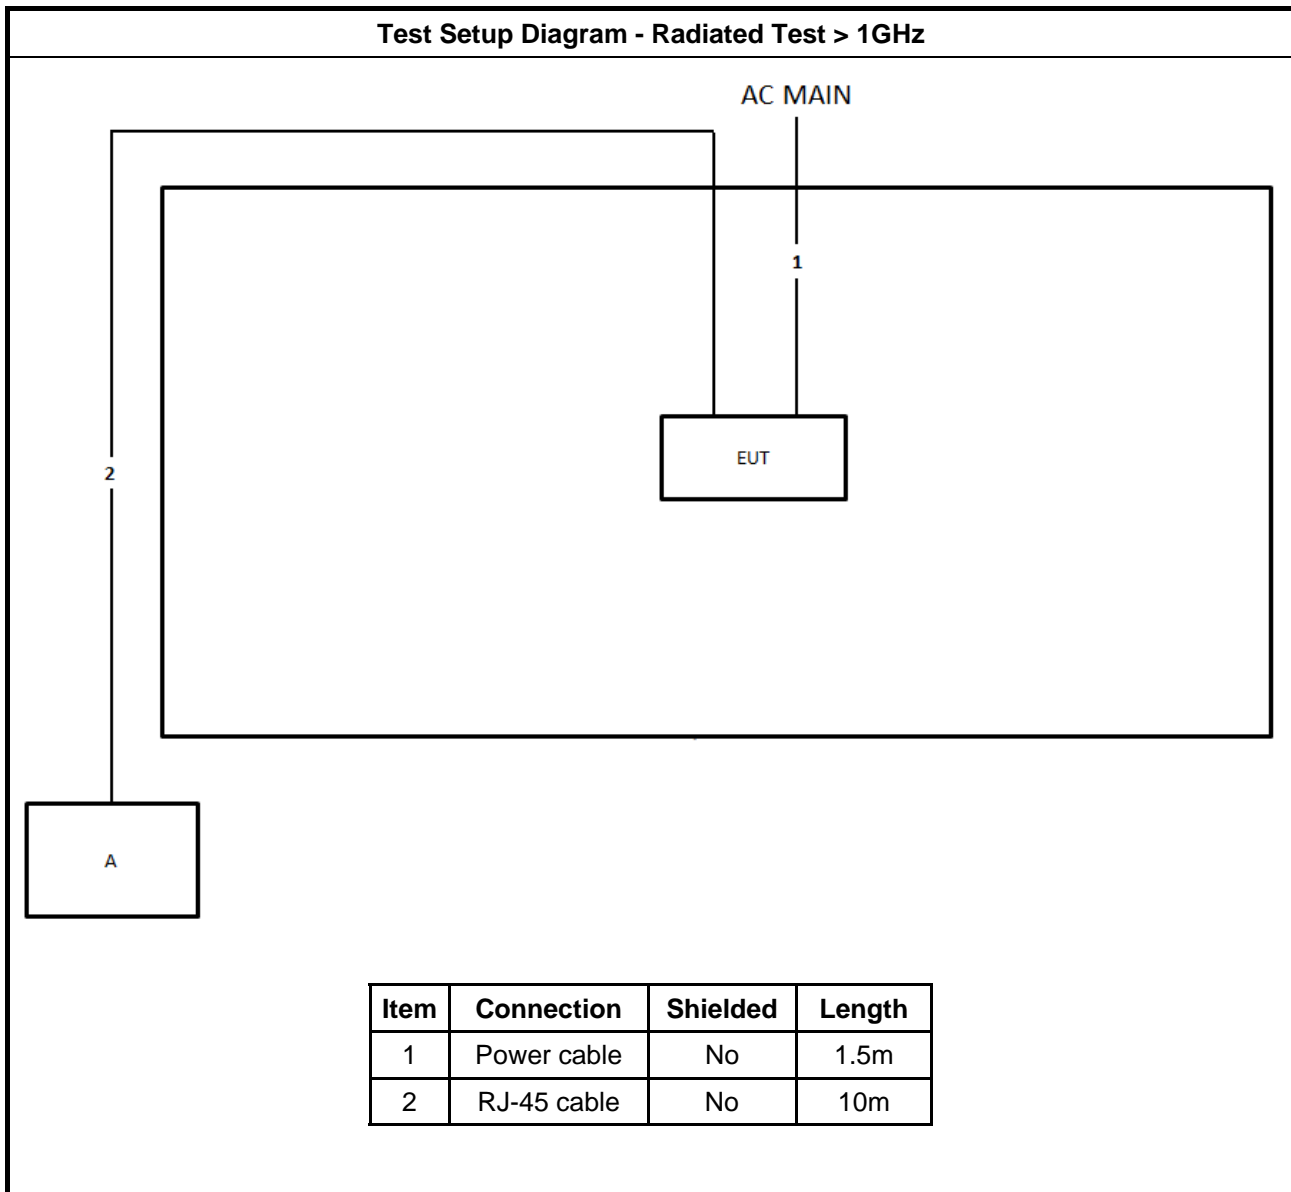 Test Setup Diagram - Radiated Test > 1GHz
AC MAIN
1
EUT
2
A
Item Connection Shielded Length
1 Power cable No 1.5m
2 RJ-45 cable No 10m